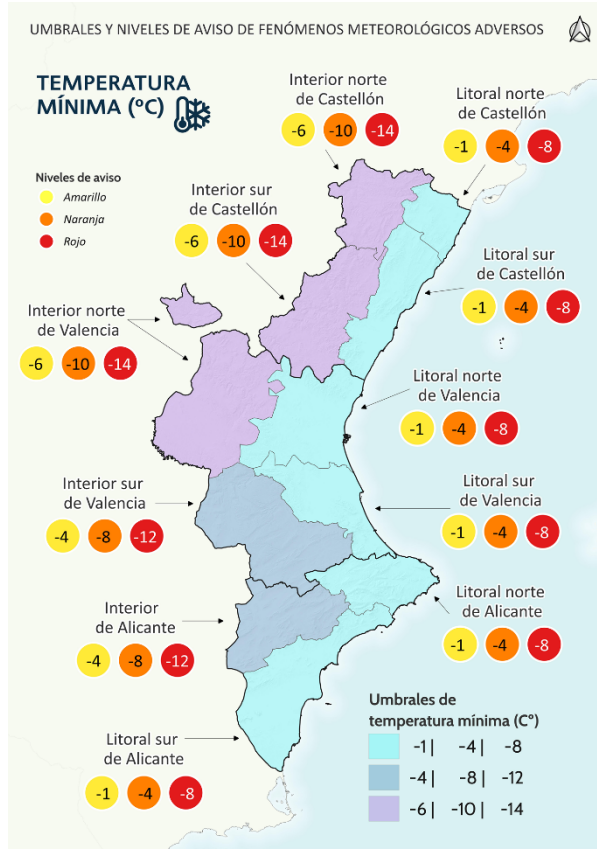 UMBRALES Y NIVELES DE AVISO DE FENÓMENOS METEOROLÓGICOS ADVERSOS
TEMPERATURA
MÍNIMA (ºC)
Niveles de aviso
Amarillo
Naranja
Rojo
Interior norte
de Castellón
-6 -10 -14
Litoral norte
de Castellón
-1 -4 -8
Interior sur
de Castellón
-6 -10 -14
Litoral sur
de Castellón
-1 -4 -8
Interior norte
de Valencia
-6 -10 -14
Litoral norte
de Valencia
-1 -4 -8
Interior sur
de Valencia
-4 -8 -12
Litoral sur
de Valencia
-1 -4 -8
Interior
de Alicante
-4 -8 -12
Litoral norte
de Alicante
-1 -4 -8
Litoral sur
de Alicante
-1 -4 -8
Umbrales de
temperatura mínima (Cº)
-1 | -4 | -8
-4 | -8 | -12
-6 | -10 | -14